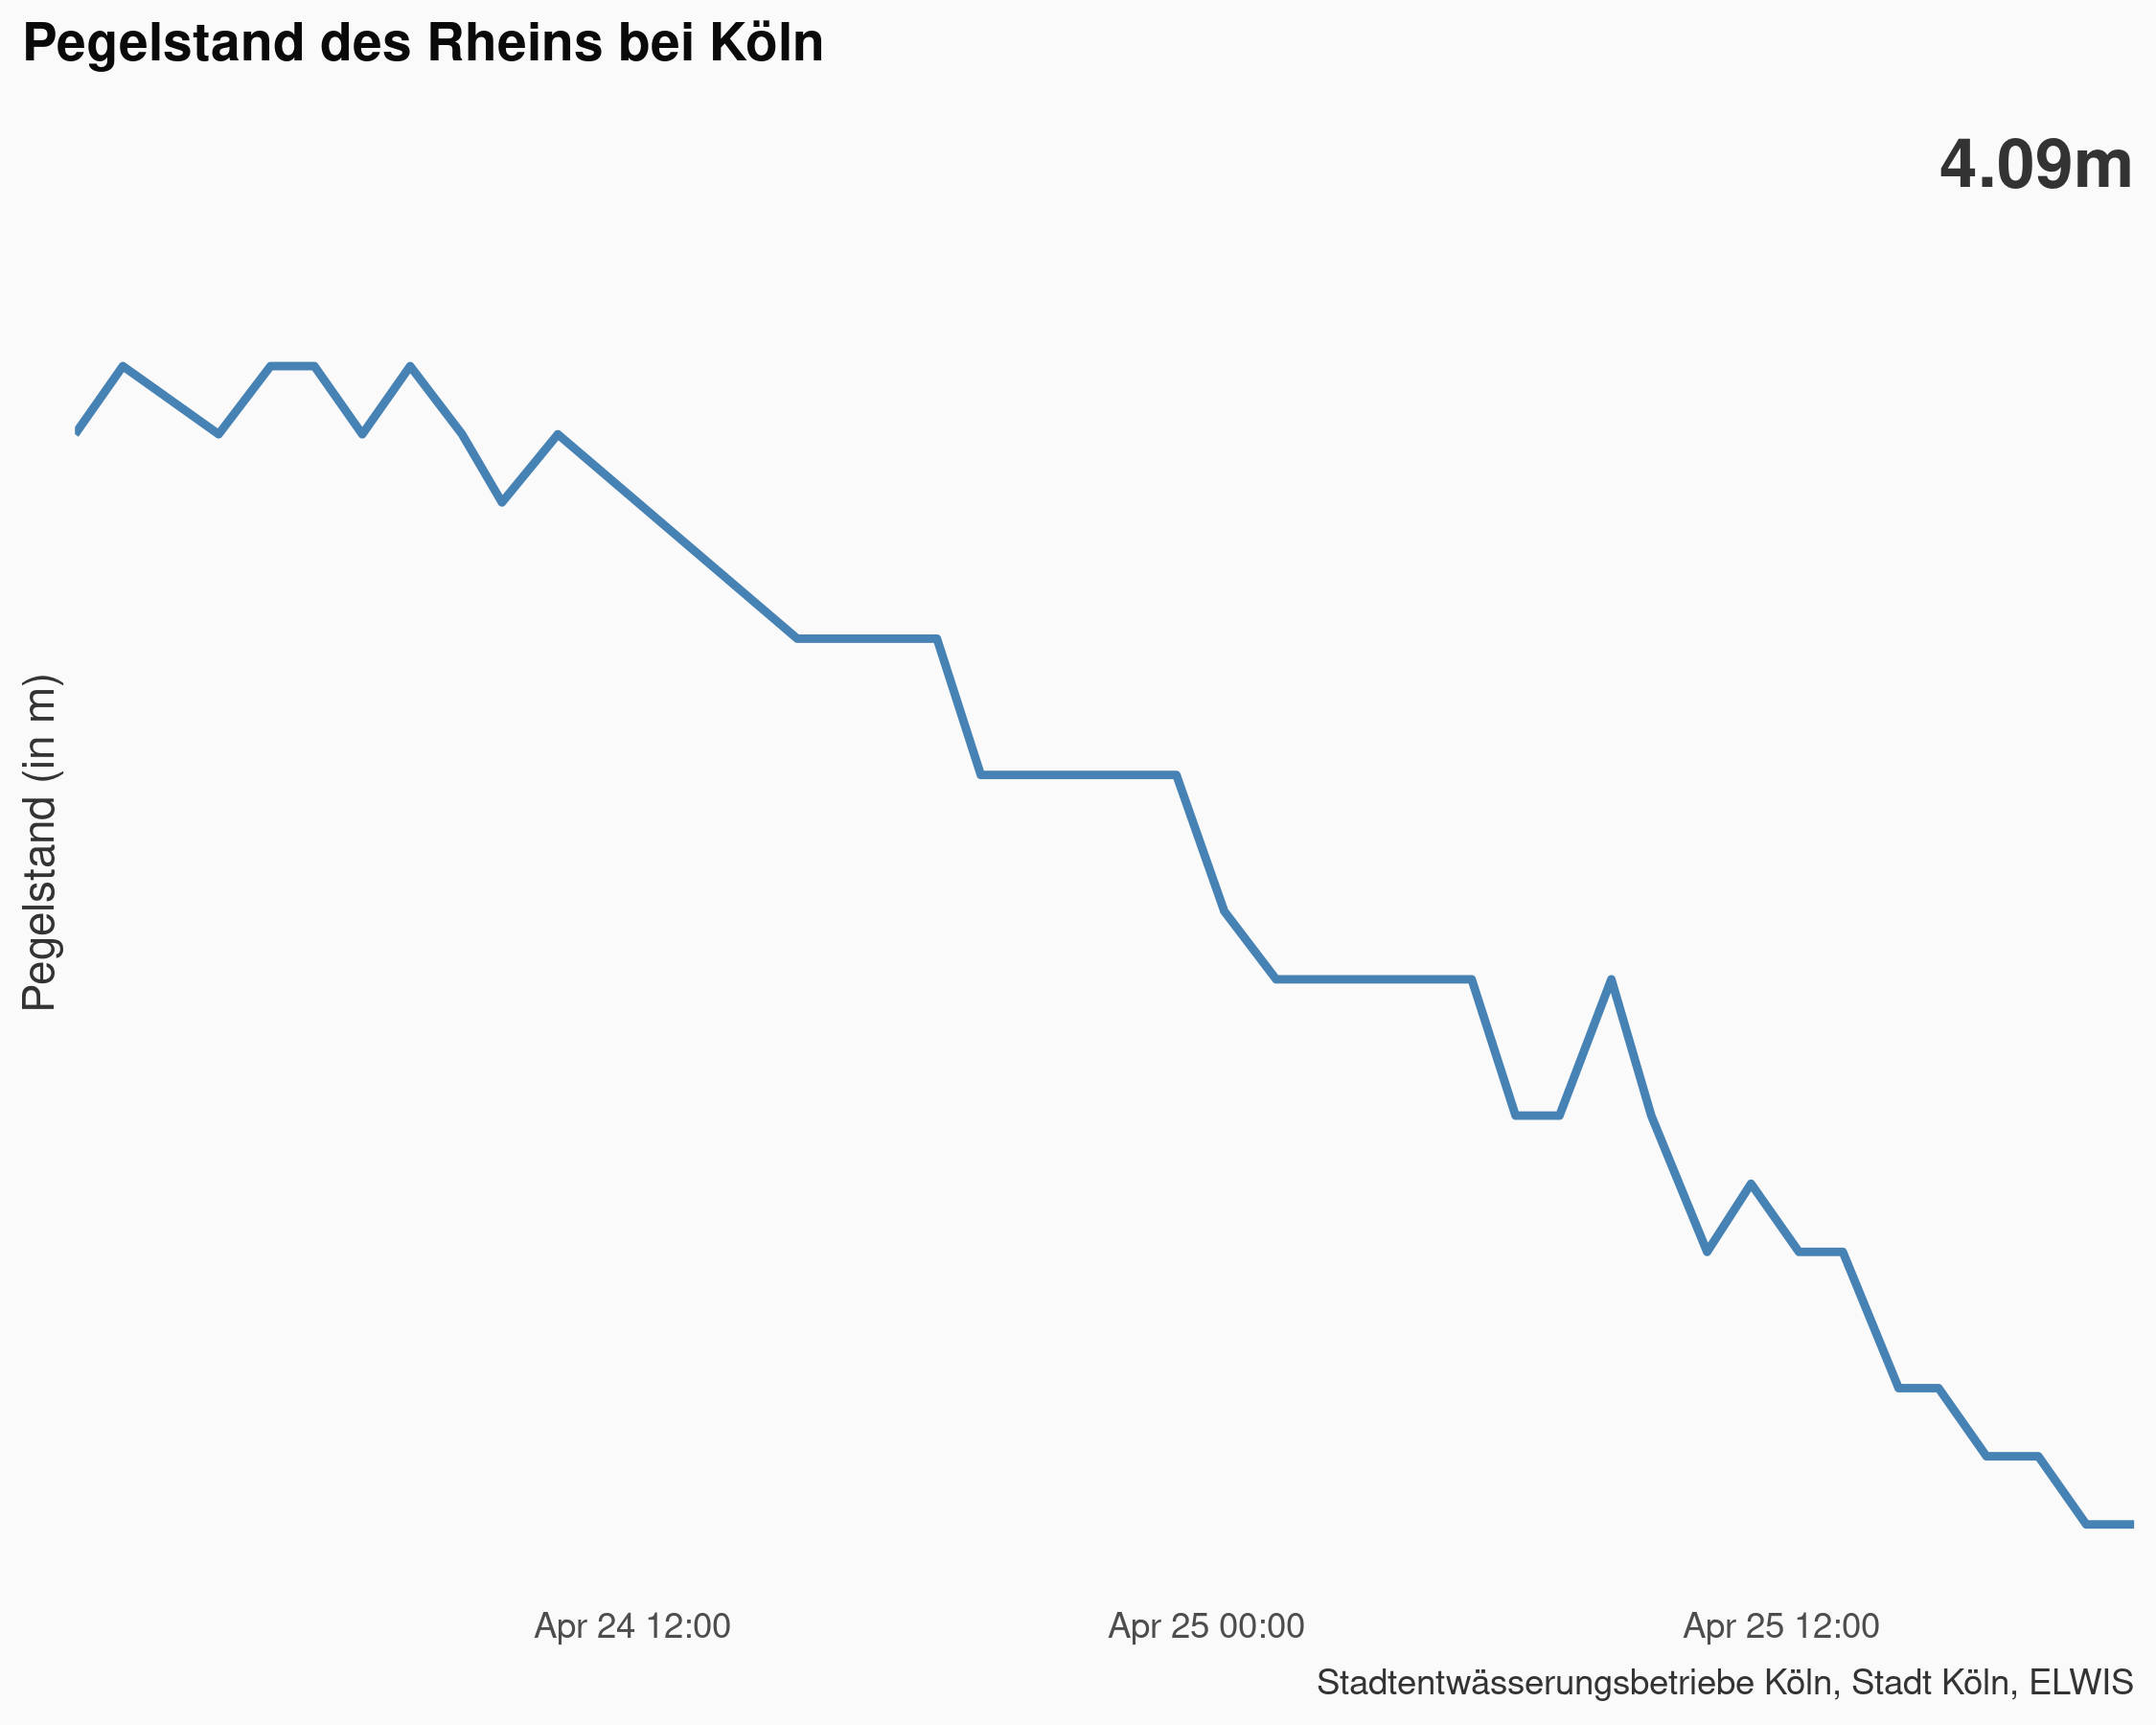 Pegelstand des Rheins bei Köln
4.09m
Pegelstand (in m)
Apr 24 12:00
Apr 25 00:00
Apr 25 12:00
Stadtentwässerungsbetriebe Köln, Stadt Köln, ELWIS